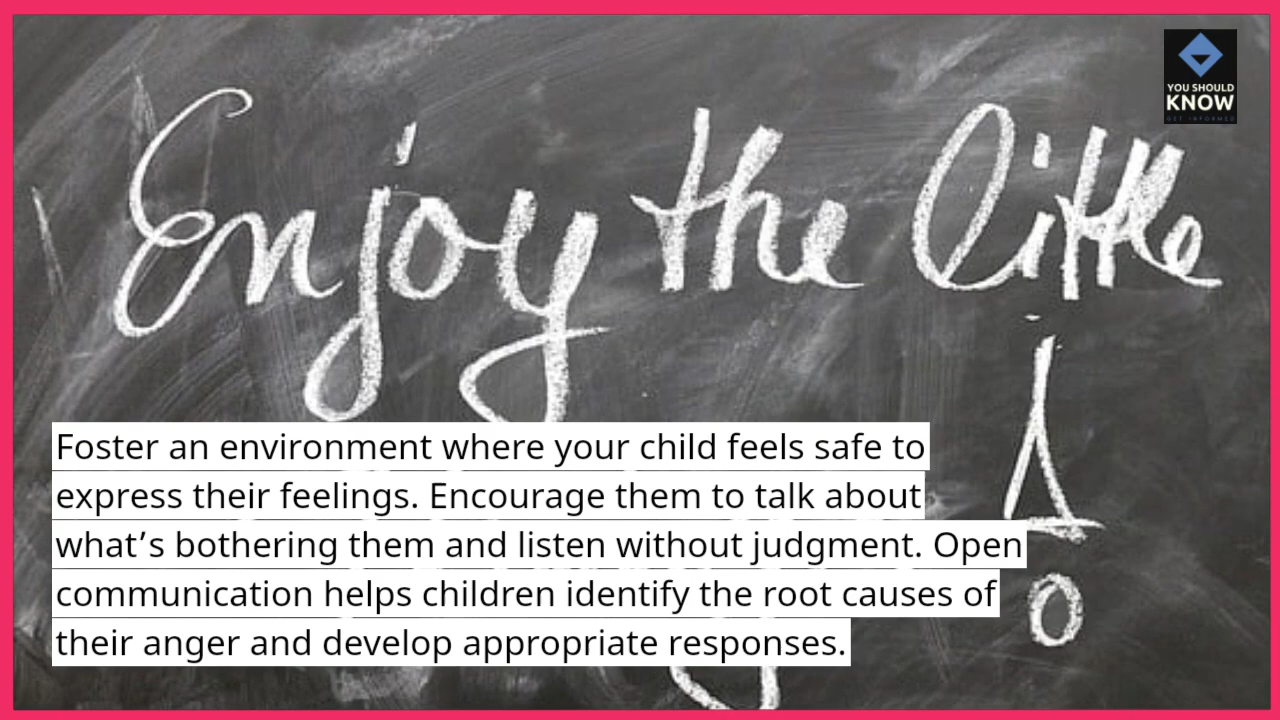 Enjoy the little
YOU SHOULD
KNOW
GET INFORMED
Foster an environment where your child feels safe to
express their feelings. Encourage them to talk about
what’s bothering them and listen without judgment. Open
communication helps children identify the root causes of
their anger and develop appropriate responses.